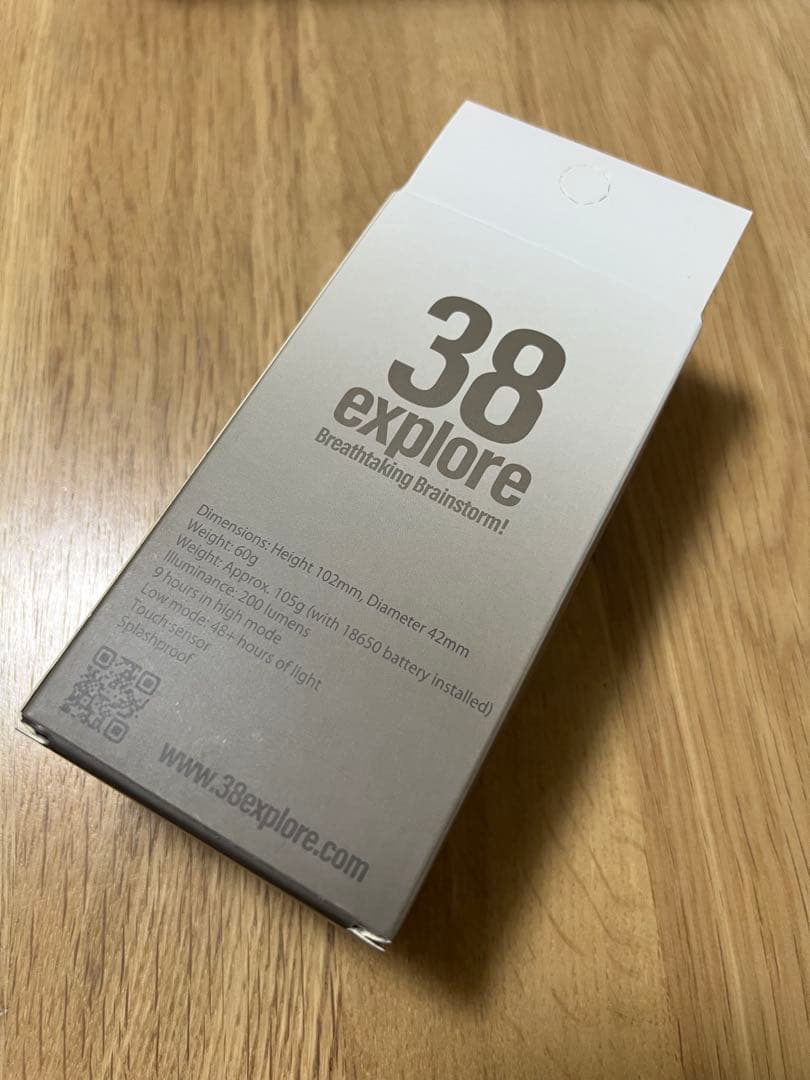 38
explore
Breathtaking Brainstorm!
Dimensions: Height 102mm, Diameter 42mm
Weight: 60g
Weight: Approx. 105g (with 18650 battery installed)
Illuminance: 200 lumens
9 hours in high mode
Low mode: 48+ hours of light
Touch sensor
Splashproof
www.38explore.com